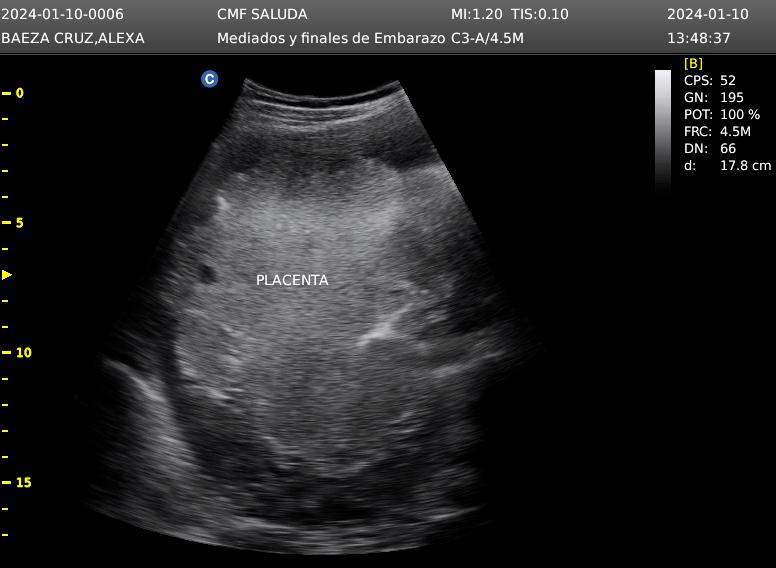 2024-01-10-0006 CMF SALUDA MI:1.20 TIS:0.10 2024-01-10
BAEZA CRUZ,ALEXA Mediados y finales de Embarazo C3-A/4.5M 13:48:37
C
[B]
CPS: 52
GN: 195
POT: 100 %
FRC: 4.5M
DN: 66
d: 17.8 cm
0
5
PLACENTA
10
15